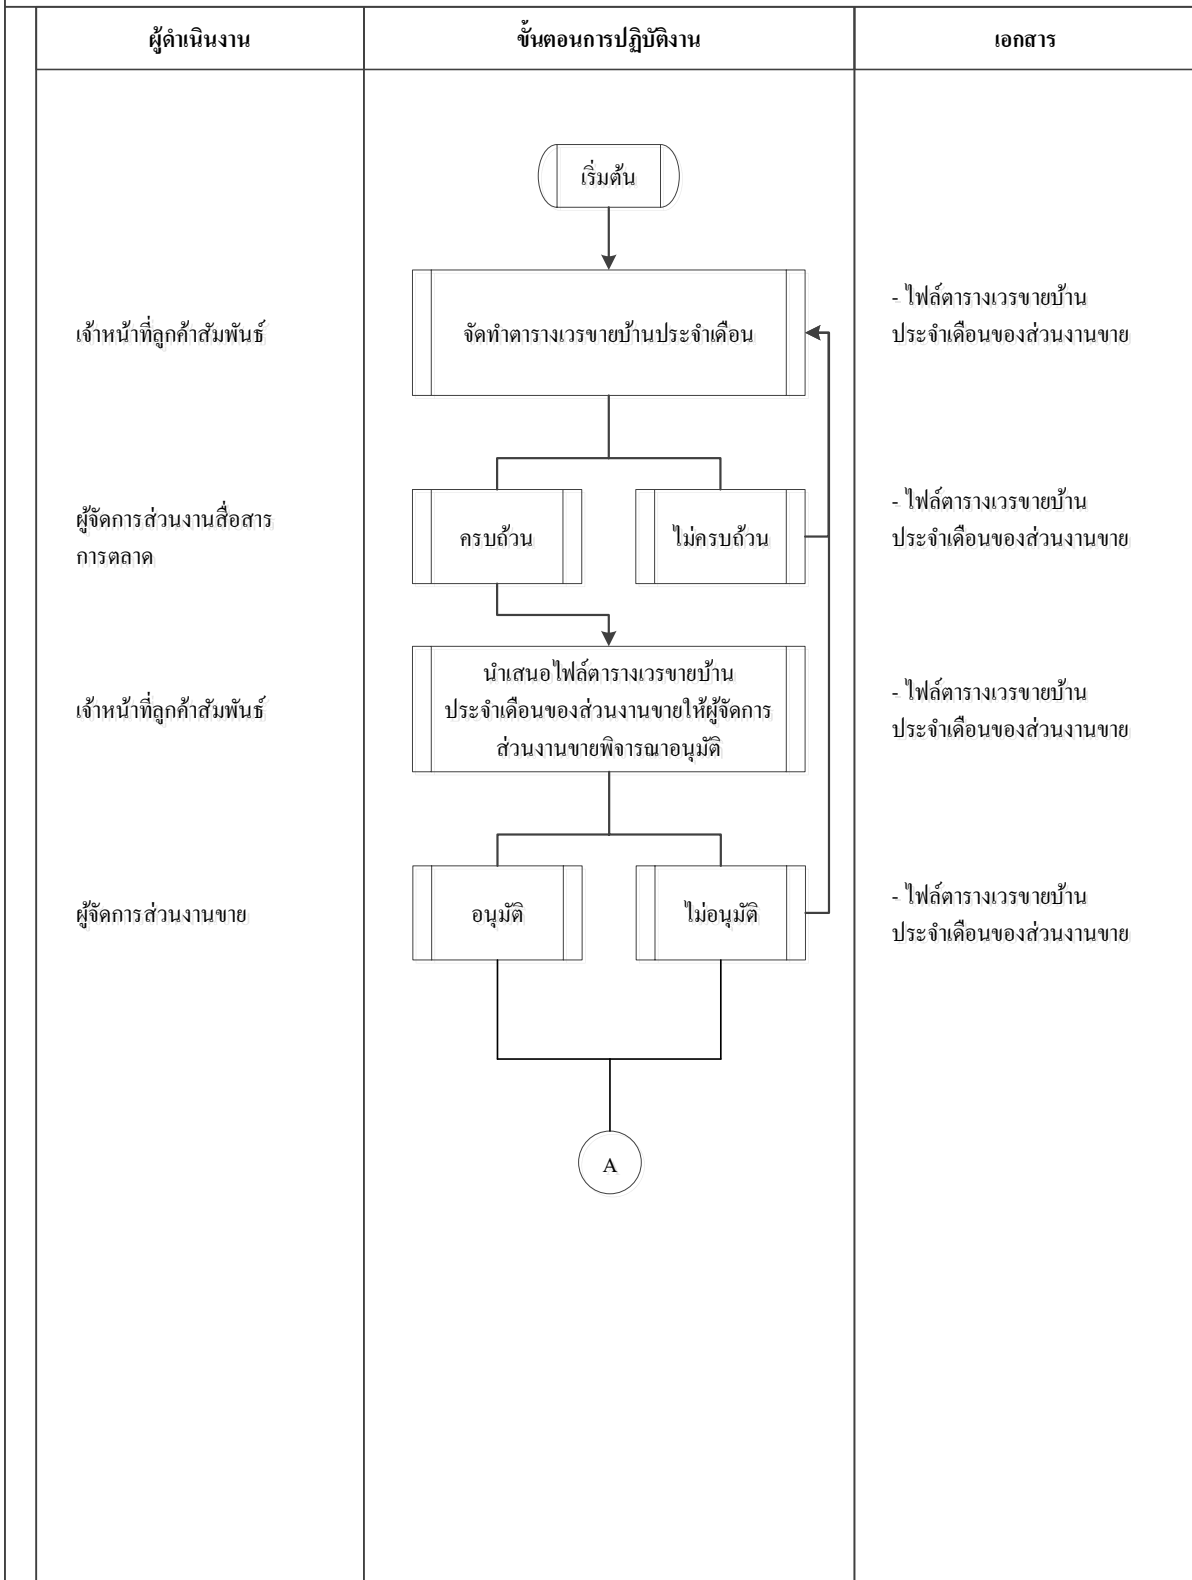 ผู้ดำเนินงาน
ขั้นตอนการปฏิบัติงาน
เอกสาร
เริ่มต้น
เจ้าหน้าที่ลูกค้าสัมพันธ์
จัดทำตารางเวรขายบ้านประจำเดือน
- ไฟล์ตารางเวรขายบ้าน
ประจำเดือนของส่วนงานขาย
ผู้จัดการส่วนงานสื่อสาร
การตลาด
ครบถ้วน
ไม่ครบถ้วน
- ไฟล์ตารางเวรขายบ้าน
ประจำเดือนของส่วนงานขาย
เจ้าหน้าที่ลูกค้าสัมพันธ์
นำเสนอไฟล์ตารางเวรขายบ้าน
ประจำเดือนของส่วนงานขายให้ผู้จัดการ
ส่วนงานขายพิจารณาอนุมัติ
- ไฟล์ตารางเวรขายบ้าน
ประจำเดือนของส่วนงานขาย
ผู้จัดการส่วนงานขาย
อนุมัติ
ไม่อนุมัติ
- ไฟล์ตารางเวรขายบ้าน
ประจำเดือนของส่วนงานขาย
A